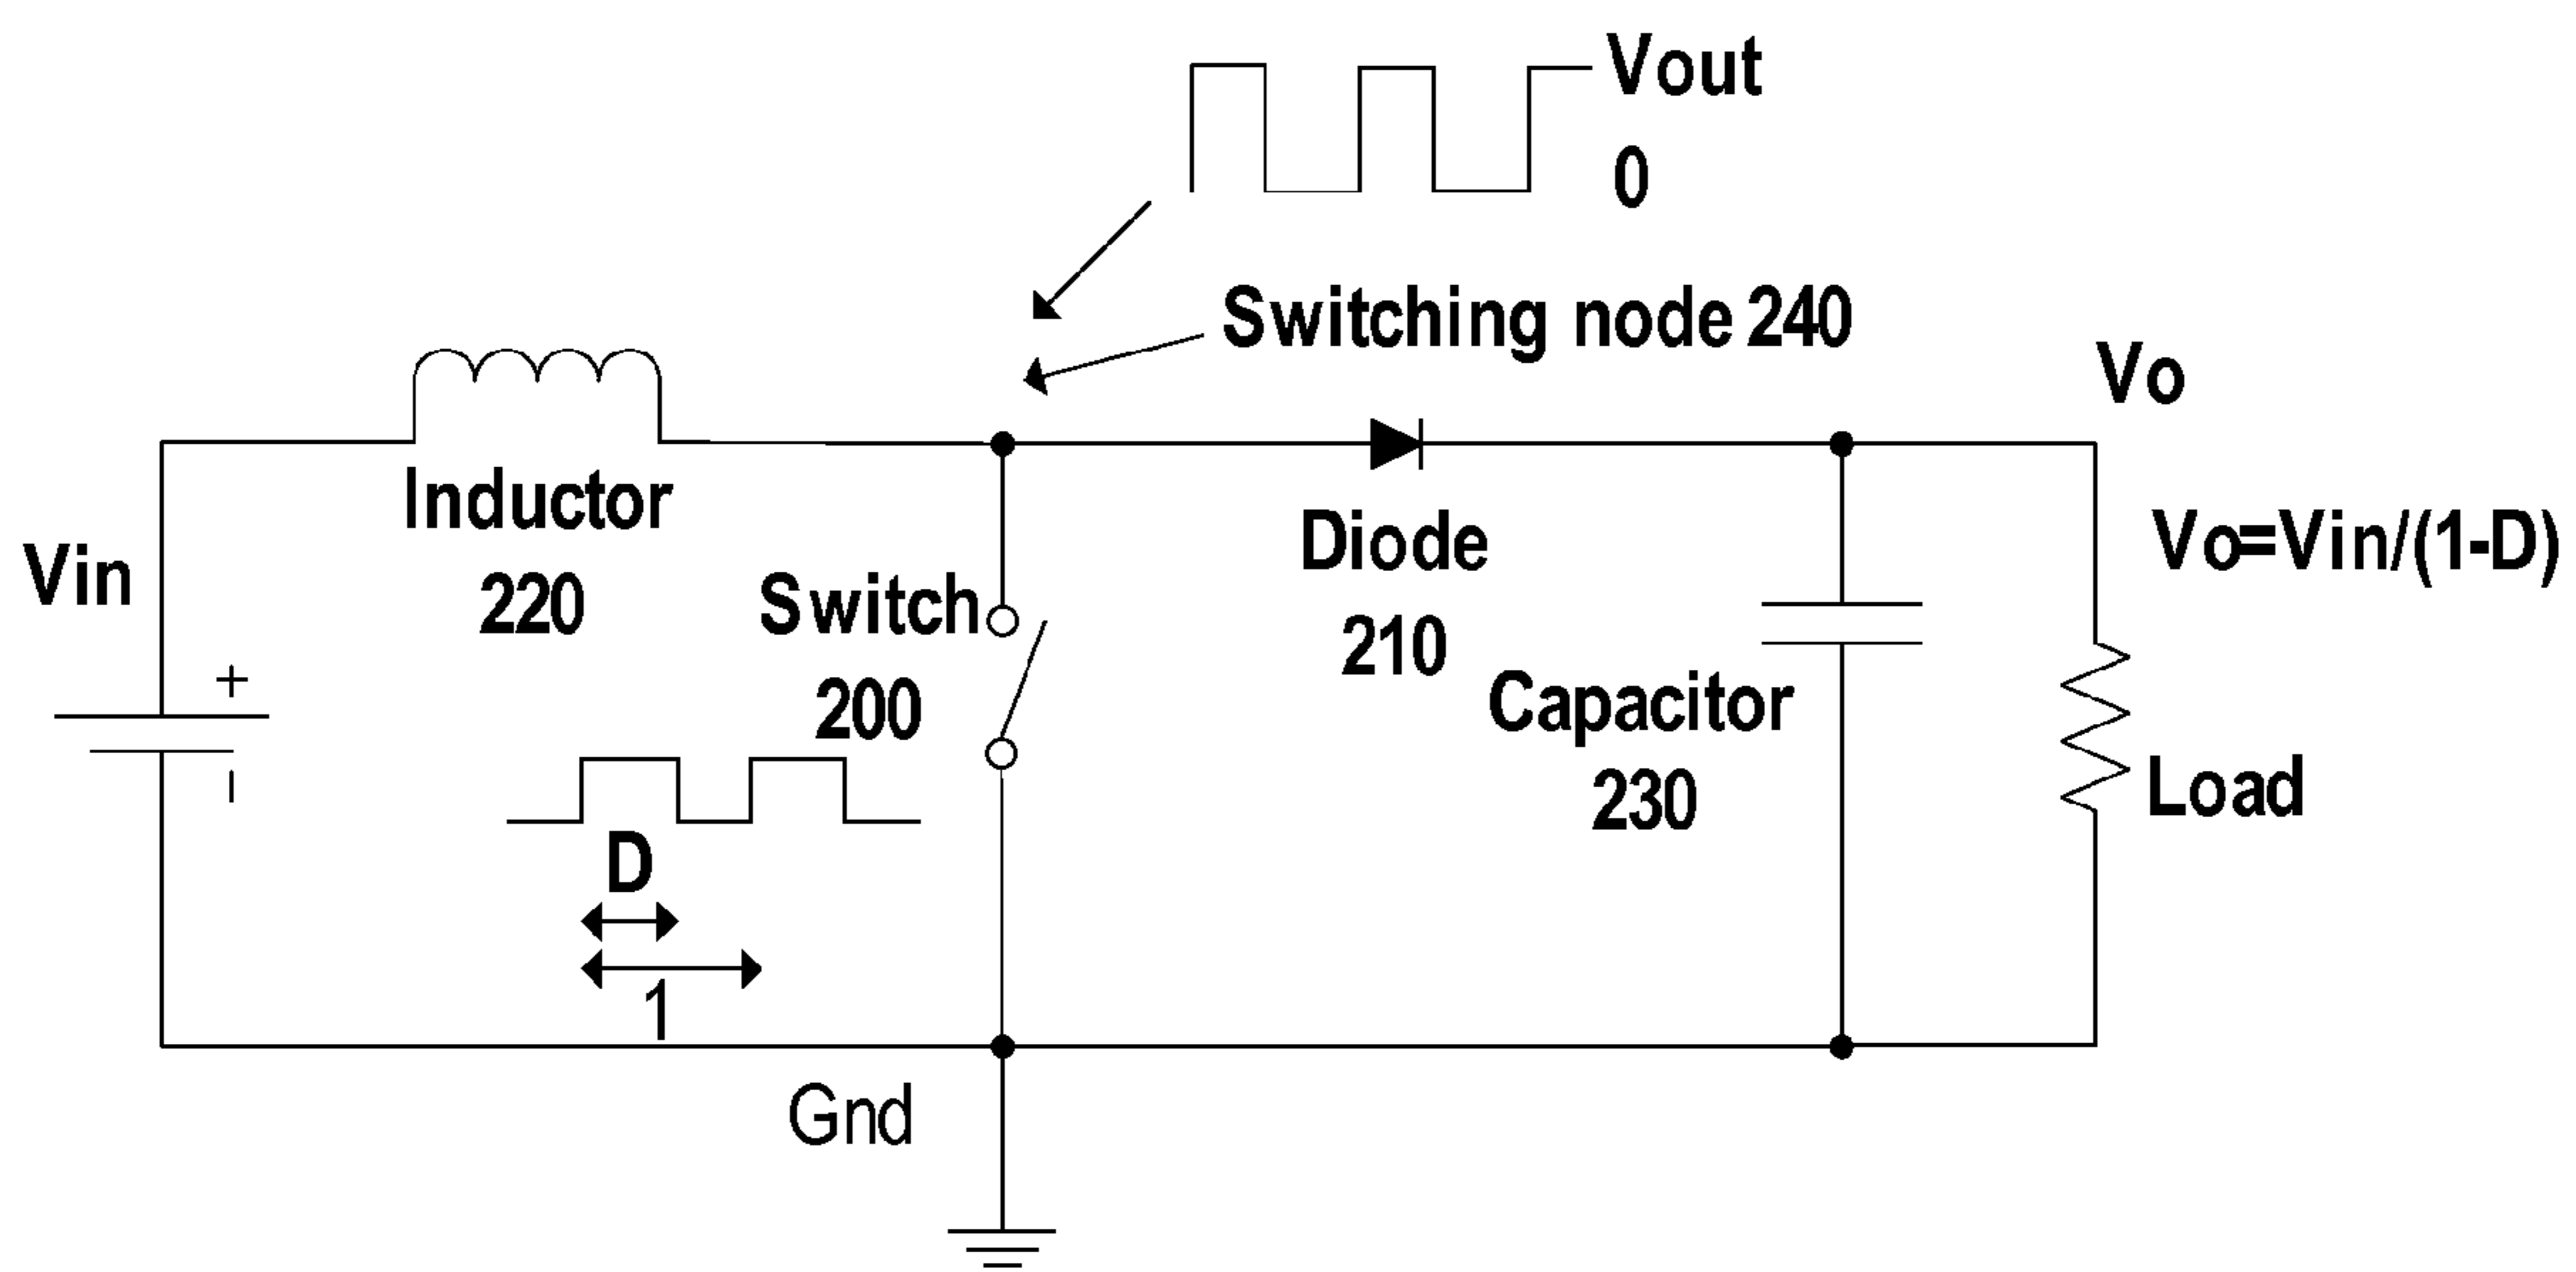 Vout
0
Switching node 240
Vo
Inductor
220
Vin
+
-
Switch
200
Diode
210
Vo=Vin/(1-D)
Capacitor
230
Load
D
1
Gnd